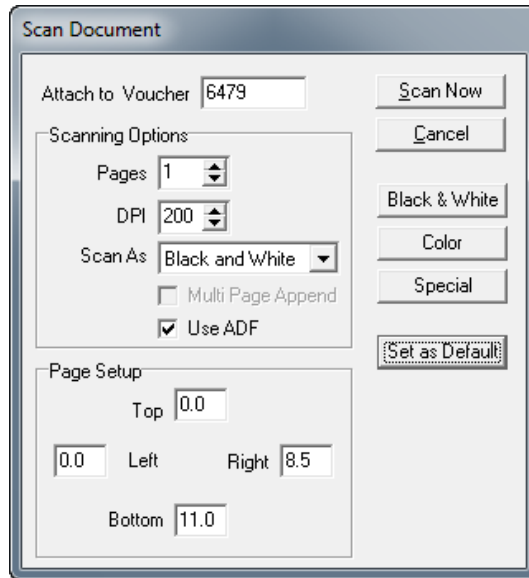 Scan Document
Attach to Voucher 6479
Scan Now
Cancel
Scanning Options
Pages 1
DPI 200
Scan As Black and White
Multi Page Append
Use ADF
Black & White
Color
Special
Set as Default
Page Setup
Top 0.0
0.0 Left Right 8.5
Bottom 11.0